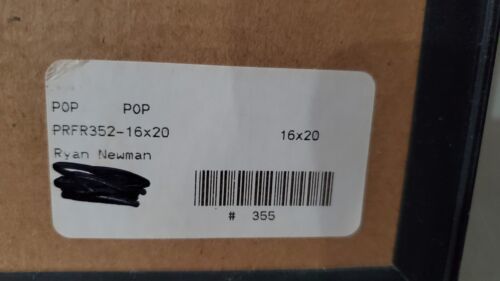 POP POP
PRFR352-16x20 16x20
Ryan Newman
# 355